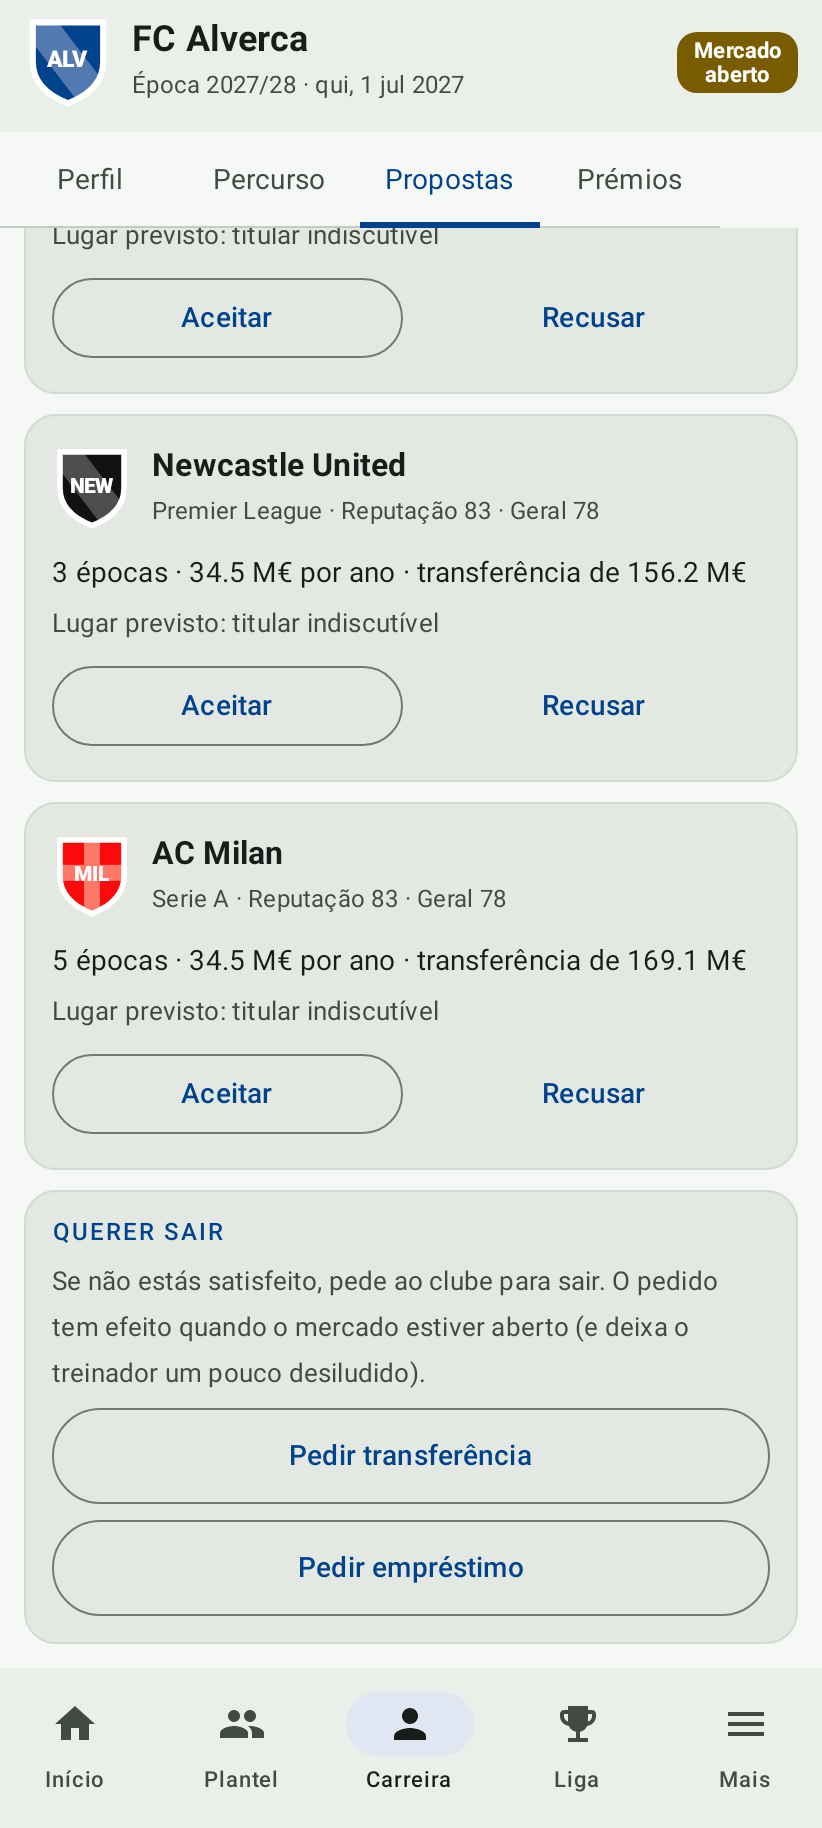 ALV
FC Alverca
Época 2027/28 · qui, 1 jul 2027
Mercado
aberto
Perfil
Percurso
Propostas
Prémios
Lugar previsto: titular indiscutível
Aceitar
Recusar
NEW
Newcastle United
Premier League · Reputação 83 · Geral 78
3 épocas · 34.5 M€ por ano · transferência de 156.2 M€
Lugar previsto: titular indiscutível
Aceitar
Recusar
MIL
AC Milan
Serie A · Reputação 83 · Geral 78
5 épocas · 34.5 M€ por ano · transferência de 169.1 M€
Lugar previsto: titular indiscutível
Aceitar
Recusar
QUERER SAIR
Se não estás satisfeito, pede ao clube para sair. O pedido
tem efeito quando o mercado estiver aberto (e deixa o
treinador um pouco desiludido).
Pedir transferência
Pedir empréstimo
Início
Plantel
Carreira
Liga
Mais